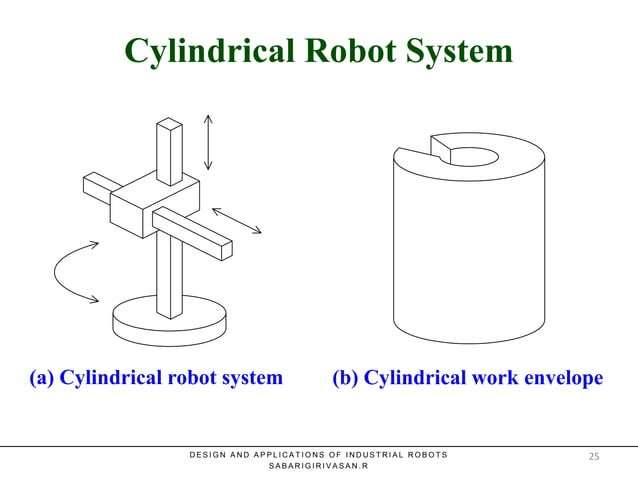 Cylindrical Robot System
(a) Cylindrical robot system
(b) Cylindrical work envelope
DESIGN AND APPLICATIONS OF INDUSTRIAL ROBOTS
SABARIGIRIVASAN.R
25